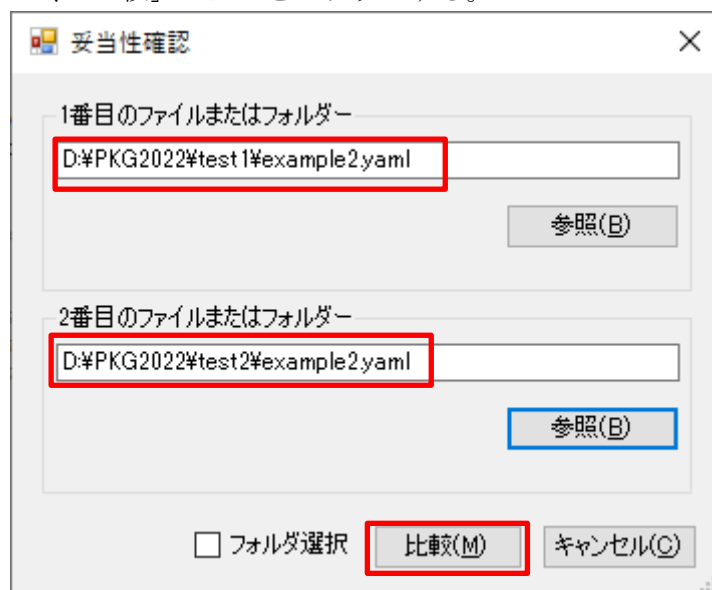 妥当性確認
1番目のファイルまたはフォルダー
D:¥PKG2022¥test1¥example2.yaml
参照(B)
2番目のファイルまたはフォルダー
D:¥PKG2022¥test2¥example2.yaml
参照(B)
フォルダ選択 比較(M) キャンセル(C)